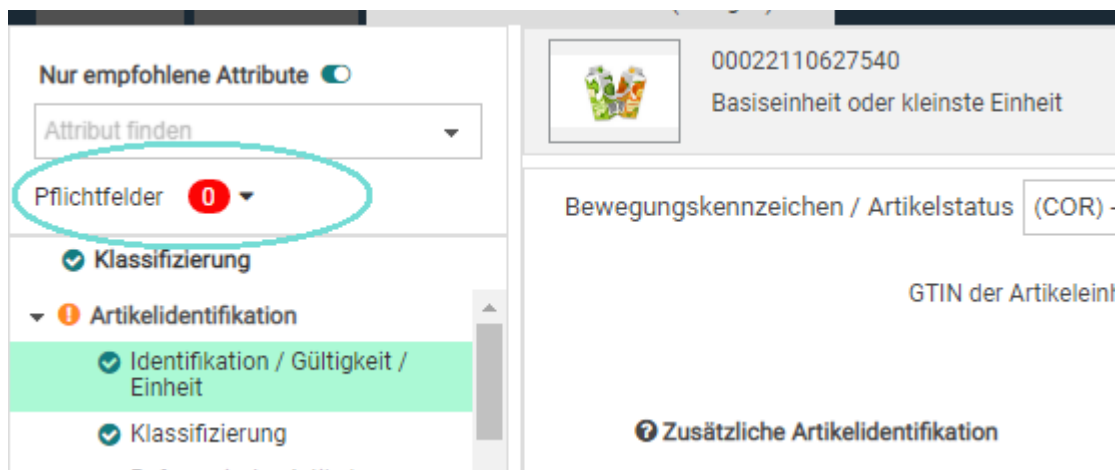 Nur empfohlene Attribute
Attribut finden
Pflichtfelder 0
Klassifizierung
Artikelidentifikation
Identifikation / Gültigkeit /
Einheit
Klassifizierung
00022110627540
Basiseinheit oder kleinste Einheit
Bewegungskennzeichen / Artikelstatus (COR) -
GTIN der Artikeleinh
Zusätzliche Artikelidentifikation